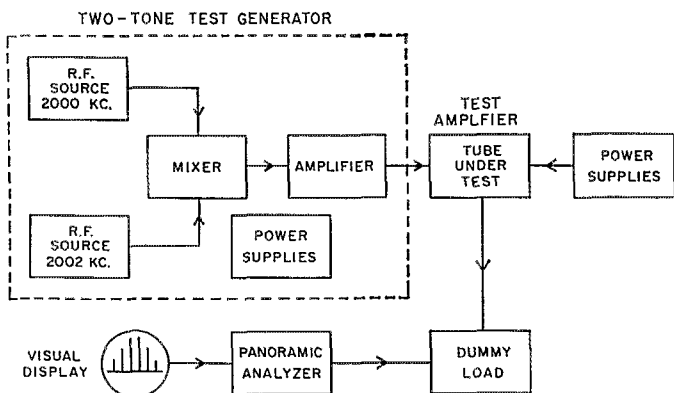 TWO-TONE TEST GENERATOR
R.F.
SOURCE
2000 KC.
MIXER
AMPLIFIER
TEST
AMPLFIER
TUBE
UNDER
TEST
POWER
SUPPLIES
R.F.
SOURCE
2002 KC.
POWER
SUPPLIES
VISUAL
DISPLAY
PANORAMIC
ANALYZER
DUMMY
LOAD